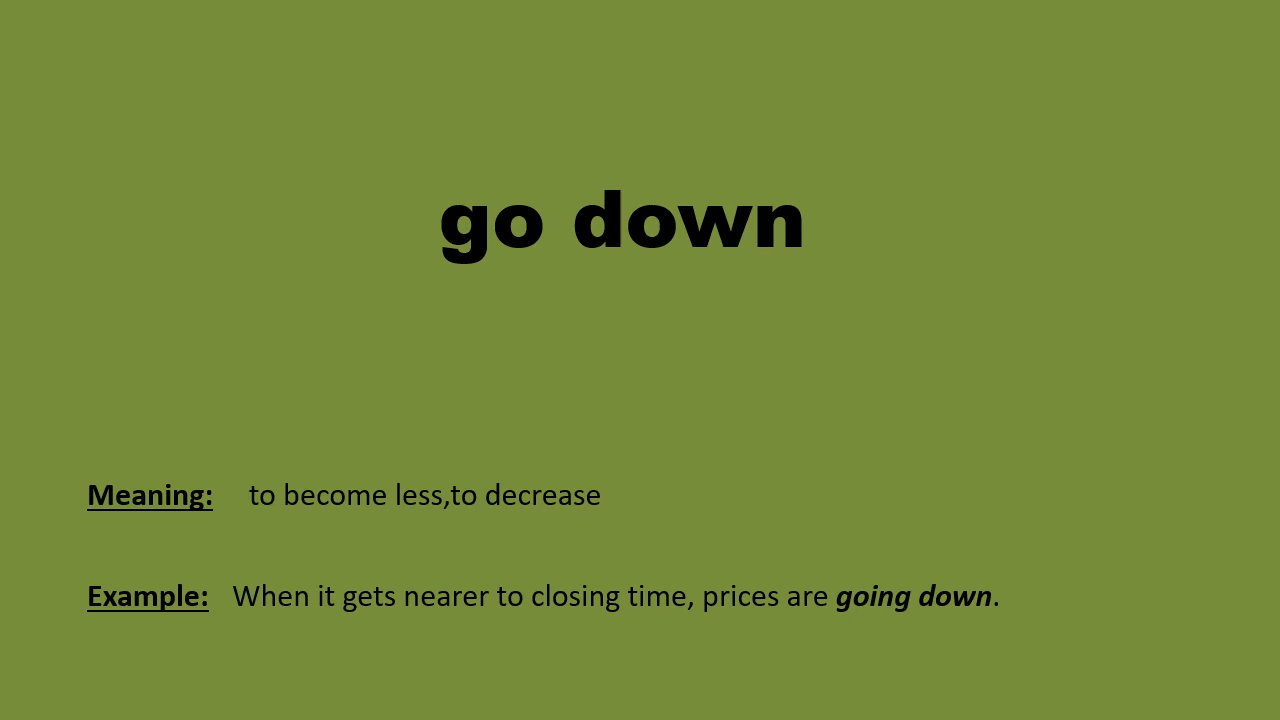 go down
Meaning: to become less,to decrease
Example: When it gets nearer to closing time, prices are going down.